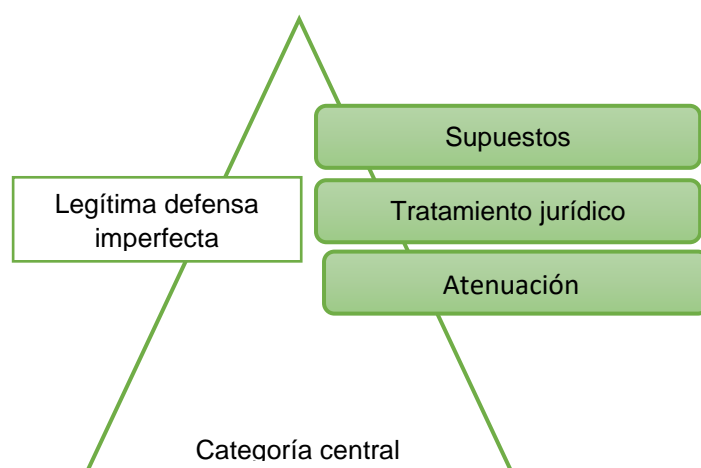 Supuestos
Legítima defensa
imperfecta
Tratamiento jurídico
Atenuación
Categoría central